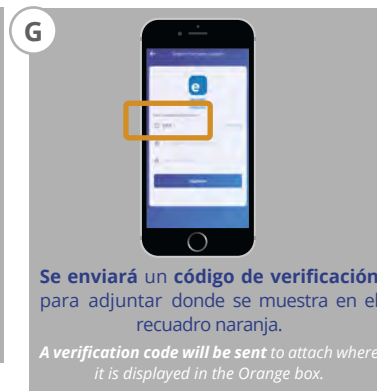 G
e
Se enviará un código de verificación
para adjuntar donde se muestra en el
recuadro naranja.
A verification code will be sent to attach where
it is displayed in the Orange box.